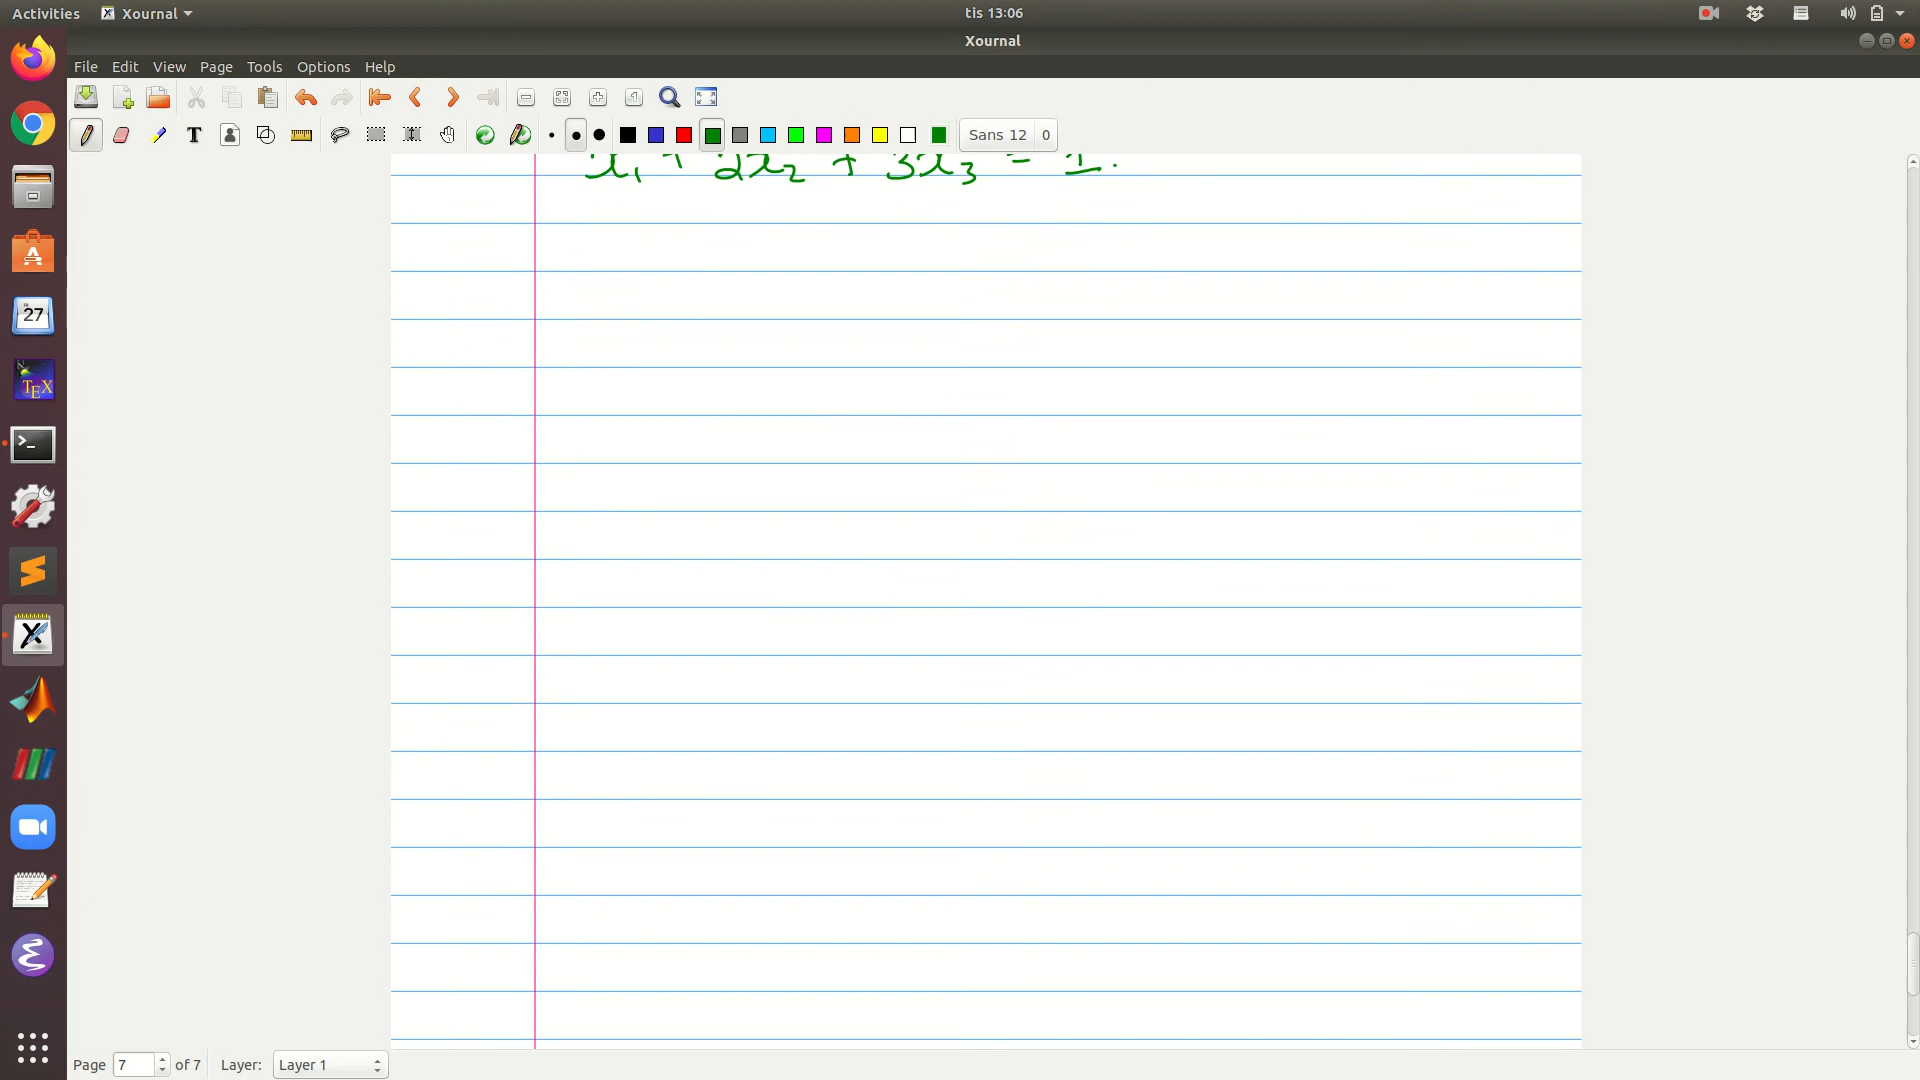 Activities Xournal tis 13:06
Xournal
File Edit View Page Tools Options Help
T Sans 12 0
x₁ + 2x₂ + 3x₃ = 1.
27
TEX
Page 7 of 7 Layer: Layer 1